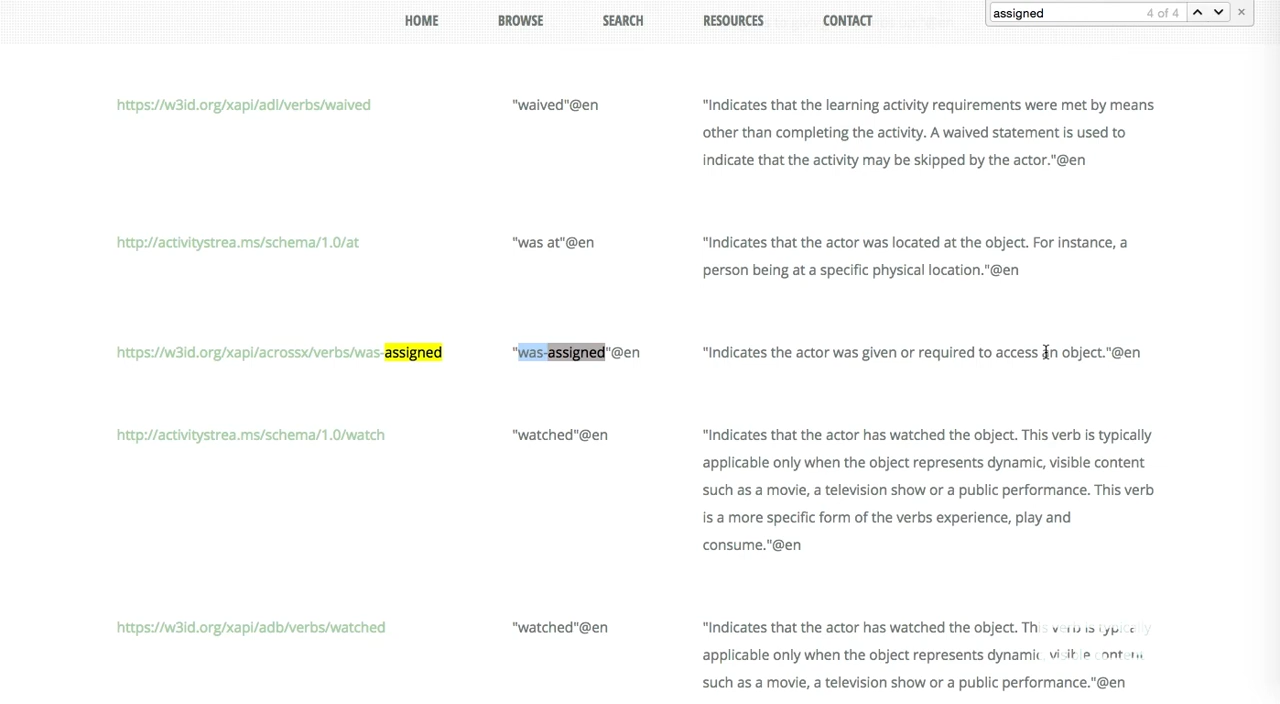 HOME BROWSE SEARCH RESOURCES CONTACT
assigned 4 of 4
https://w3id.org/xapi/adl/verbs/waived "waived"@en "Indicates that the learning activity requirements were met by means
other than completing the activity. A waived statement is used to
indicate that the activity may be skipped by the actor."@en
http://activitystrea.ms/schema/1.0/at "was at"@en "Indicates that the actor was located at the object. For instance, a
person being at a specific physical location."@en
https://w3id.org/xapi/acrossx/verbs/was-assigned "was-assigned"@en "Indicates the actor was given or required to access an object."@en
http://activitystrea.ms/schema/1.0/watch "watched"@en "Indicates that the actor has watched the object. This verb is typically
applicable only when the object represents dynamic, visible content
such as a movie, a television show or a public performance. This verb
is a more specific form of the verbs experience, play and
consume."@en
https://w3id.org/xapi/adb/verbs/watched "watched"@en "Indicates that the actor has watched the object. This verb is typically
applicable only when the object represents dynamic, visible content
such as a movie, a television show or a public performance."@en